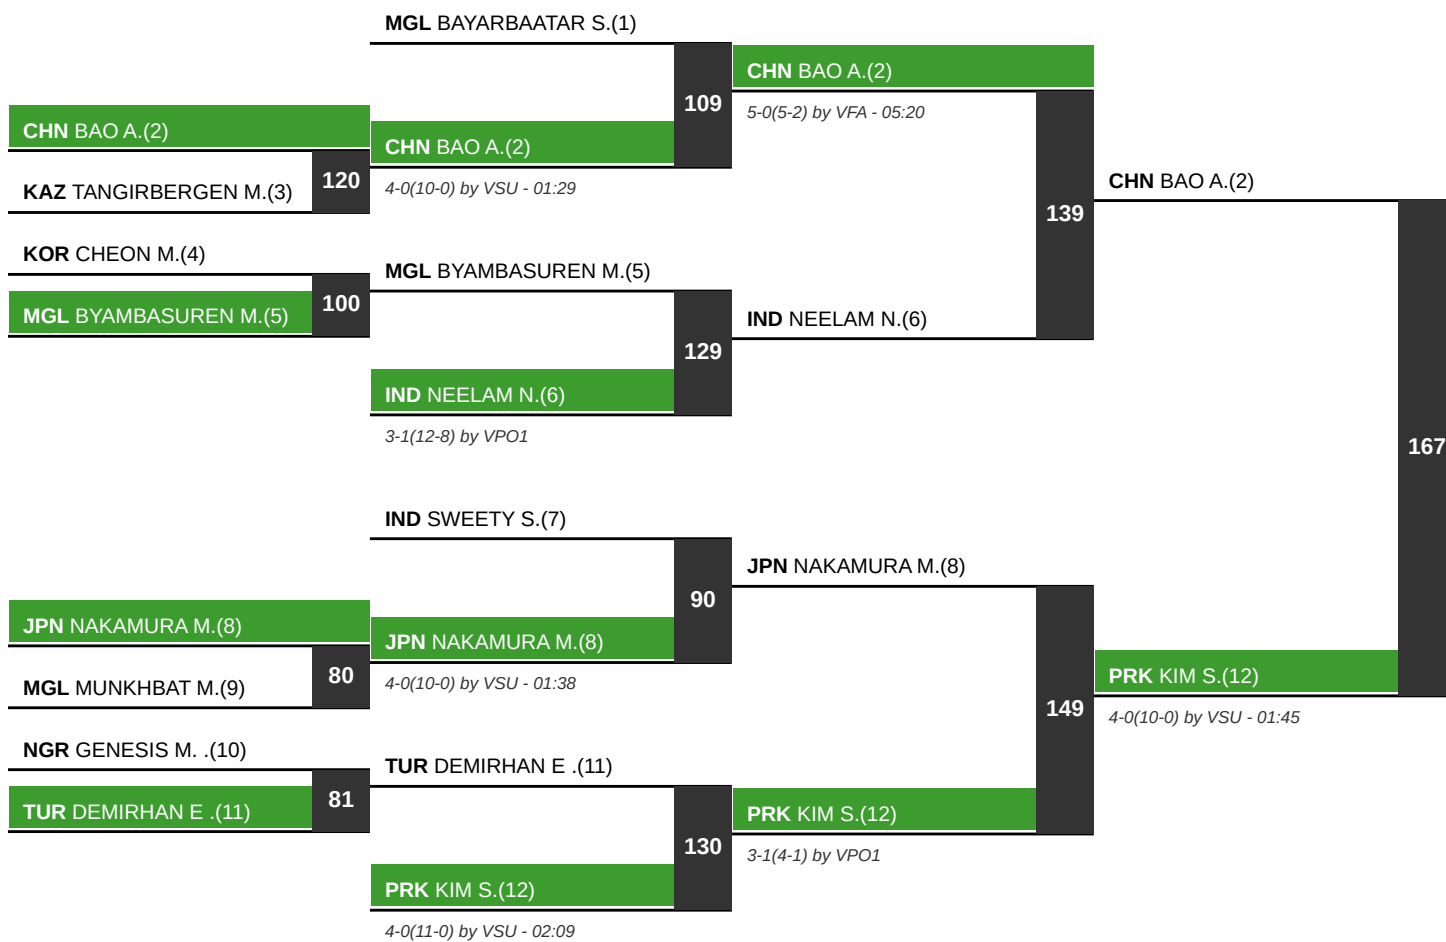 MGL BAYARBAATAR S.(1)
CHN BAO A.(2)
109
5-0(5-2) by VFA - 05:20
CHN BAO A.(2)
CHN BAO A.(2)
KAZ TANGIRBERGEN M.(3)
120
4-0(10-0) by VSU - 01:29
CHN BAO A.(2)
139
KOR CHEON M.(4)
MGL BYAMBASUREN M.(5)
100
MGL BYAMBASUREN M.(5)
IND NEELAM N.(6)
129
IND NEELAM N.(6)
3-1(12-8) by VPO1
167
IND SWEETY S.(7)
JPN NAKAMURA M.(8)
90
JPN NAKAMURA M.(8)
JPN NAKAMURA M.(8)
4-0(10-0) by VSU - 01:38
MGL MUNKHBAT M.(9)
80
PRK KIM S.(12)
149
4-0(10-0) by VSU - 01:45
NGR GENESIS M. .(10)
TUR DEMIRHAN E .(11)
81
TUR DEMIRHAN E .(11)
PRK KIM S.(12)
130
3-1(4-1) by VPO1
PRK KIM S.(12)
4-0(11-0) by VSU - 02:09